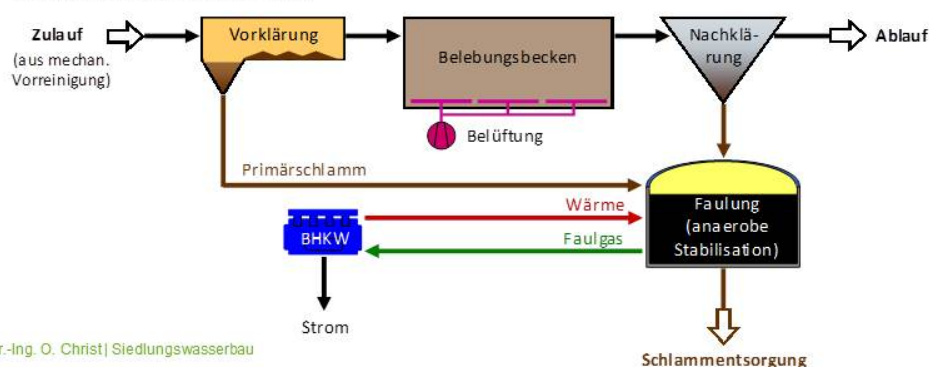 Zulauf
(aus mechan.
Vorreinigung)
Vorklärung
Belebungsbecken
Nachklä-
rung
Ablauf
Belüftung
Primärschlamm
Wärme
Faulgas
BHKW
Strom
Faulung
(anaerobe
Stabilisation)
Schlammentsorgung
r.-Ing. O. Christ | Siedlungswasserbau